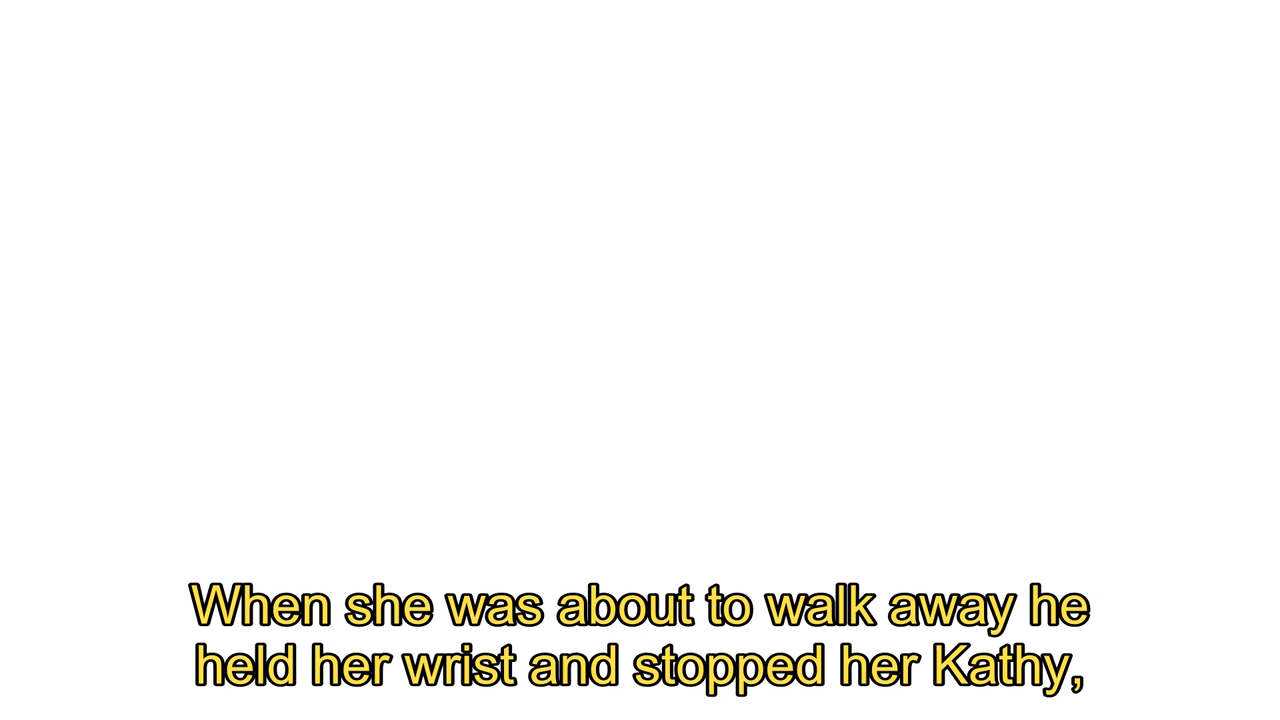 When she was about to walk away he
held her wrist and stopped her Kathy,